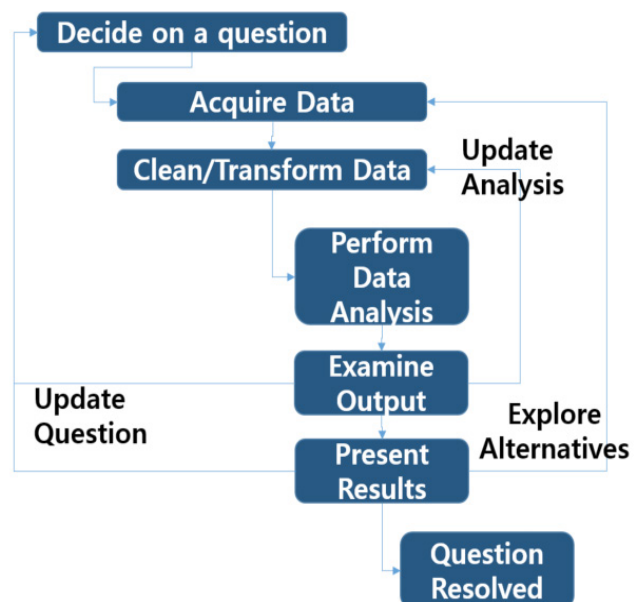 Decide on a question
Acquire Data
Clean/Transform Data
Update
Analysis
Perform
Data
Analysis
Examine
Output
Update
Question
Explore
Alternatives
Present
Results
Question
Resolved